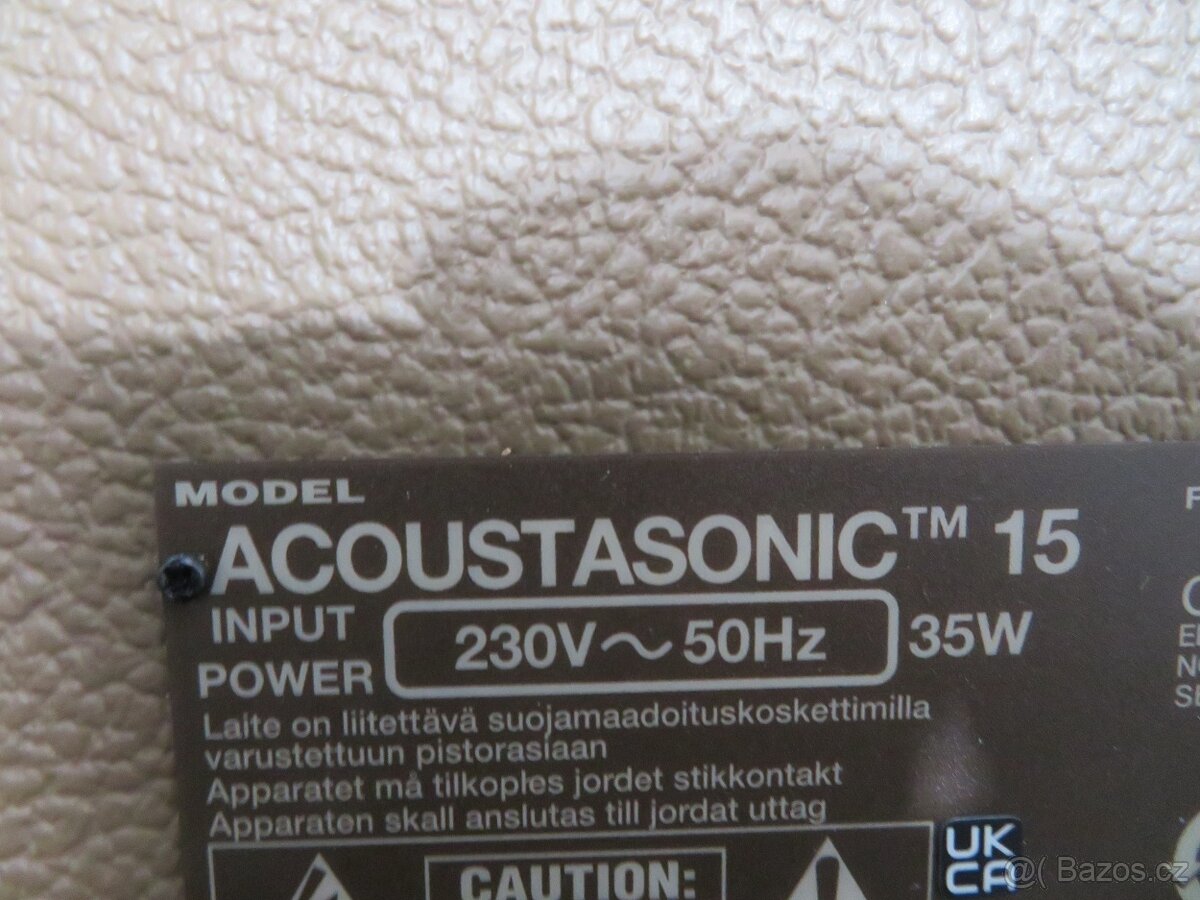 MODEL
ACOUSTASONIC™ 15
INPUT
POWER
230V～50Hz
35W
Laite on liitettävä suojamaadoituskoskettimilla
varustettuun pistorasiaan
Apparatet må tilkoples jordet stikkontakt
Apparaten skall anslutas till jordat uttag
CAUTION:
UK
CA
@( Bazos.cz